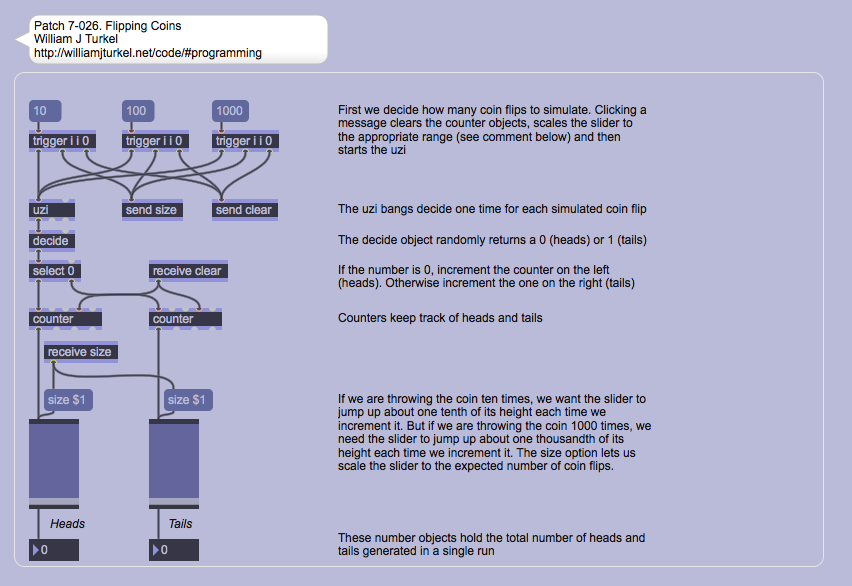 Patch 7-026. Flipping Coins
William J Turkel
http://williamjturkel.net/code/#programming
10
100
1000
trigger i i 0
trigger i i 0
trigger i i 0
First we decide how many coin flips to simulate. Clicking a
message clears the counter objects, scales the slider to
the appropriate range (see comment below) and then
starts the uzi
uzi
send size
send clear
The uzi bangs decide one time for each simulated coin flip
decide
The decide object randomly returns a 0 (heads) or 1 (tails)
select 0
receive clear
If the number is 0, increment the counter on the left
(heads). Otherwise increment the one on the right (tails)
counter
counter
Counters keep track of heads and tails
receive size
size $1
size $1
If we are throwing the coin ten times, we want the slider to
jump up about one tenth of its height each time we
increment it. But if we are throwing the coin 1000 times, we
need the slider to jump up about one thousandth of its
height each time we increment it. The size option lets us
scale the slider to the expected number of coin flips.
Heads
Tails
0
0
These number objects hold the total number of heads and
tails generated in a single run